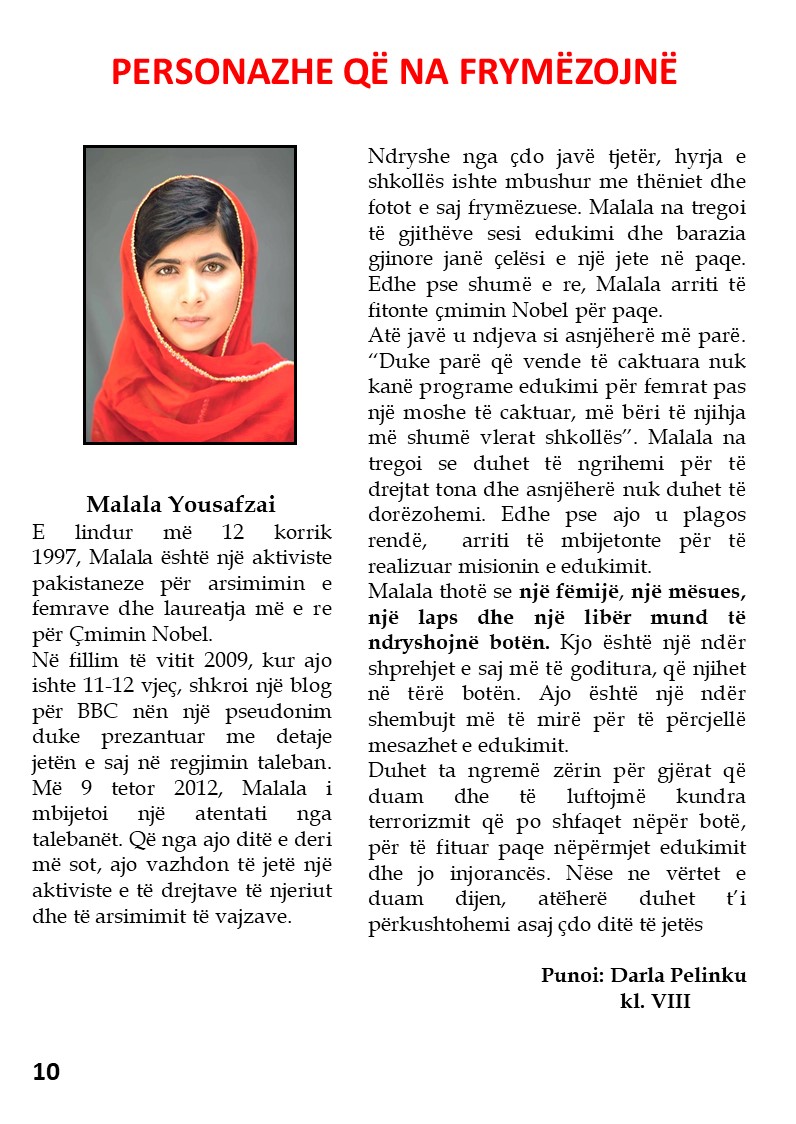 PERSONAZHE QË NA FRYMËZOJNË
Malala Yousafzai
E lindur më 12 korrik
1997, Malala është një aktiviste
pakistaneze për arsimimin e
femrave dhe laureatja më e re
për Çmimin Nobel.
Në fillim të vitit 2009, kur ajo
ishte 11-12 vjeç, shkroi një blog
për BBC nën një pseudonim
duke prezantuar me detaje
jetën e saj në regjimin taleban.
Më 9 tetor 2012, Malala i
mbijetoi një atentati nga
talebanët. Që nga ajo ditë e deri
më sot, ajo vazhdon të jetë një
aktiviste e të drejtave të njeriut
dhe të arsimimit të vajzave.
Ndryshe nga çdo javë tjetër, hyrja e
shkollës ishte mbushur me thëniet dhe
fotot e saj frymëzuese. Malala na tregoi
të gjithëve sesi edukimi dhe barazia
gjinore janë çelësi e një jete në paqe.
Edhe pse shumë e re, Malala arriti të
fitonte çmimin Nobel për paqe.
Atë javë u ndjeva si asnjëherë më parë.
“Duke parë që vende të caktuara nuk
kanë programe edukimi për femrat pas
një moshe të caktuar, më bëri të njihja
më shumë vlerat shkollës”. Malala na
tregoi se duhet të ngrihemi për të
drejtat tona dhe asnjëherë nuk duhet të
dorëzohemi. Edhe pse ajo u plagos
rendë, arriti të mbijetonte për të
realizuar misionin e edukimit.
Malala thotë se një fëmijë, një mësues,
një laps dhe një libër mund të
ndryshojnë botën. Kjo është një ndër
shprehjet e saj më të goditura, që njihet
në tërë botën. Ajo është një ndër
shembujt më të mirë për të përcjellë
mesazhet e edukimit.
Duhet ta ngremë zërin për gjërat që
duam dhe të luftojmë kundra
terrorizmit që po shfaqet nëpër botë,
për të fituar paqe nëpërmjet edukimit
dhe jo injorancës. Nëse ne vërtet e
duam dijen, atëherë duhet t’i
përkushtohemi asaj çdo ditë të jetës
Punoi: Darla Pelinku
kl. VIII
10